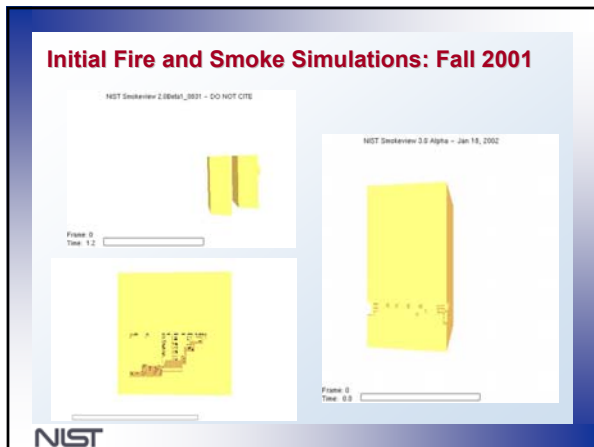 Initial Fire and Smoke Simulations: Fall 2001
NIST Smokeview 2.0Beta1_0831 - DO NOT CITE
Frame: 0
Time: 1.2
NIST Smokeview 3.0 Alpha - Jan 18, 2002
Frame: 0
Time: 0.0
NIST